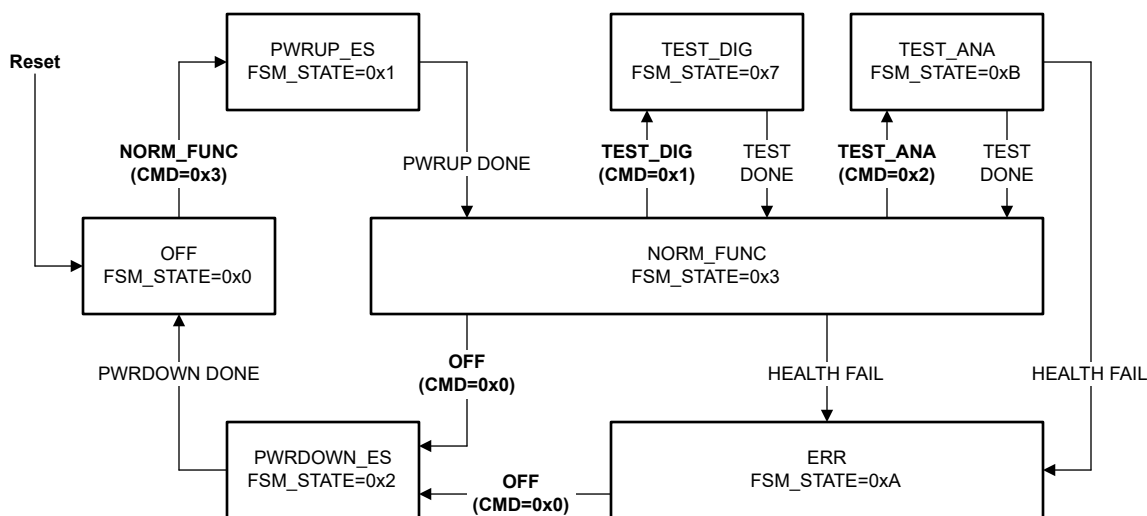 Reset
PWRUP_ES
FSM_STATE=0x1
TEST_DIG
FSM_STATE=0x7
TEST_ANA
FSM_STATE=0xB
NORM_FUNC
(CMD=0x3)
PWRUP DONE
TEST_DIG
(CMD=0x1)
TEST
DONE
TEST_ANA
(CMD=0x2)
TEST
DONE
OFF
FSM_STATE=0x0
NORM_FUNC
FSM_STATE=0x3
PWRDOWN DONE
OFF
(CMD=0x0)
HEALTH FAIL
HEALTH FAIL
PWRDOWN_ES
FSM_STATE=0x2
OFF
(CMD=0x0)
ERR
FSM_STATE=0xA